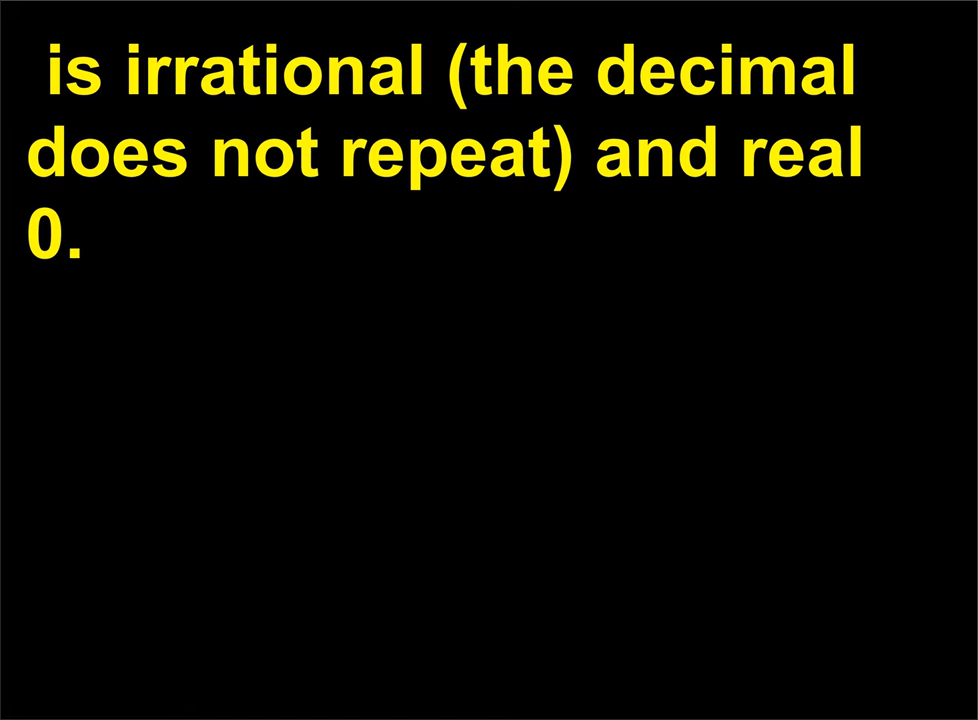 is irrational (the decimal
does not repeat) and real
0.